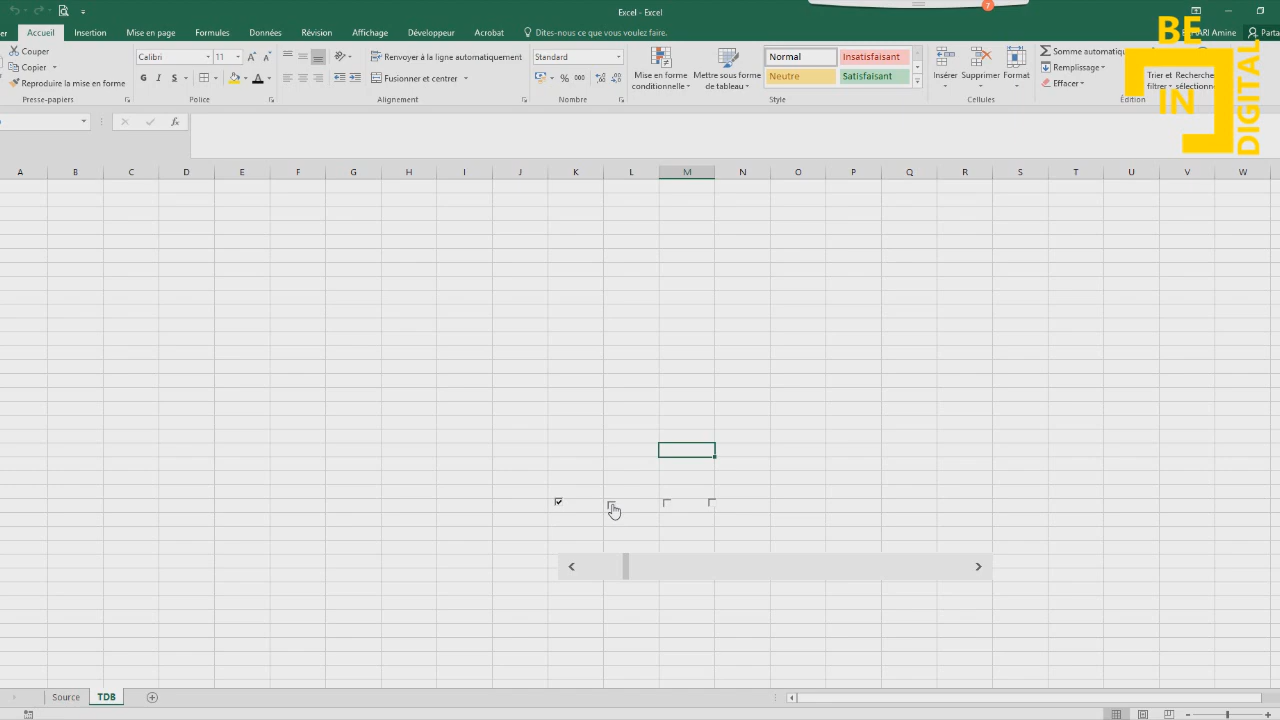 Excel - Excel
7
Accueil Insertion Mise en page Formules Données Révision Affichage Développeur Acrobat Dites-nous ce que vous voulez faire. ARI Amine Parta
Couper
Copier
Reproduire la mise en forme
Presse-papiers
Calibri 11
G I S
Police
Renvoyer à la ligne automatiquement
Fusionner et centrer
Alignement
Standard
% 000
Nombre
Mise en forme conditionnelle
Mettre sous forme de tableau
Normal Insatisfaisant
Neutre Satisfaisant
Style
Insérer Supprimer Format
Cellules
Somme automatique
Remplissage
Effacer
Trier et filtrer
Recherche
sélectionne
Édition
BE
IN
DIGITAL
fx
A B C D E F G H I J K L M N O P Q R S T U V W
Source TDB